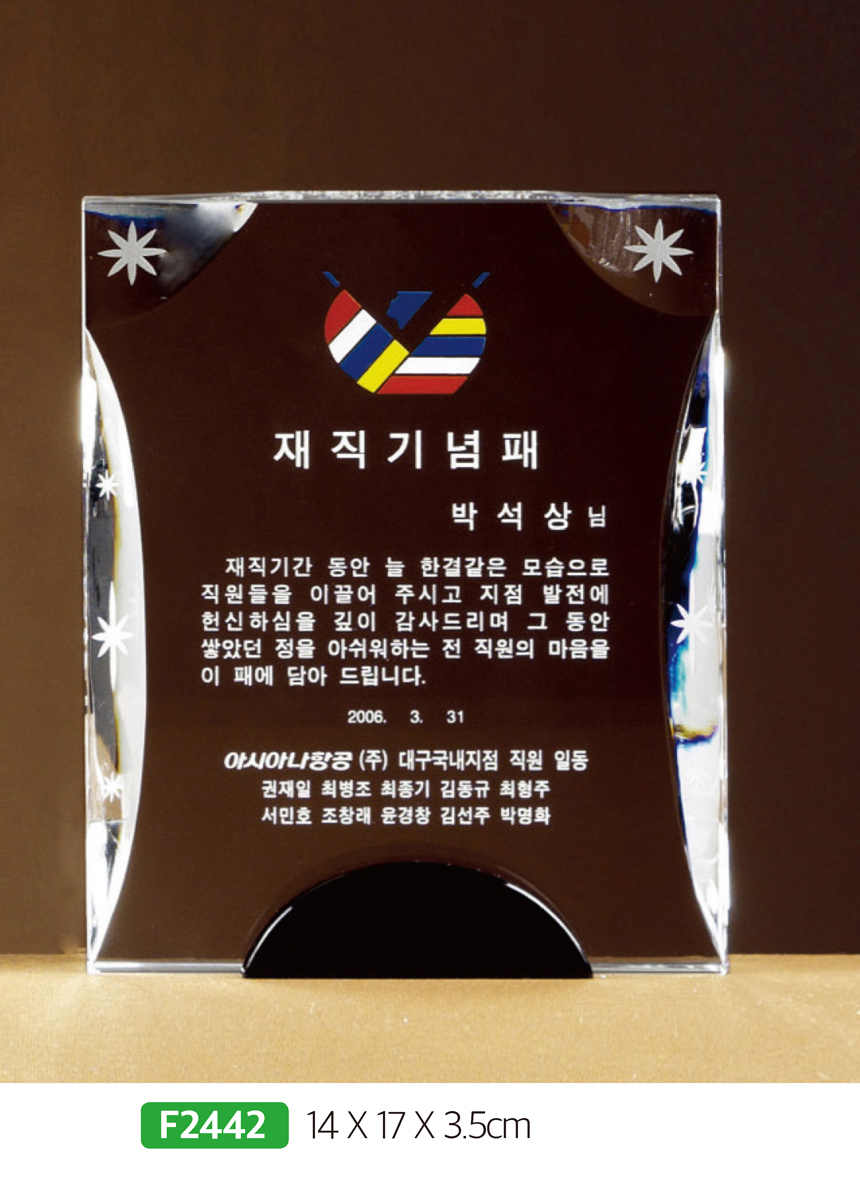 재직기념패
박석상님
재직기간 동안 늘 한결같은 모습으로
직원들을 이끌어 주시고 지점 발전에
헌신하심을 깊이 감사드리며 그 동안
쌓았던 정을 아쉬워하는 전 직원의 마음을
이 패에 담아 드립니다.
2006. 3. 31
아시아나항공 (주) 대구국내지점 직원 일동
권재일 최병조 최종기 김동규 최형주
서민호 조창래 윤경창 김선주 박명화
F2442 14 X 17 X 3.5cm